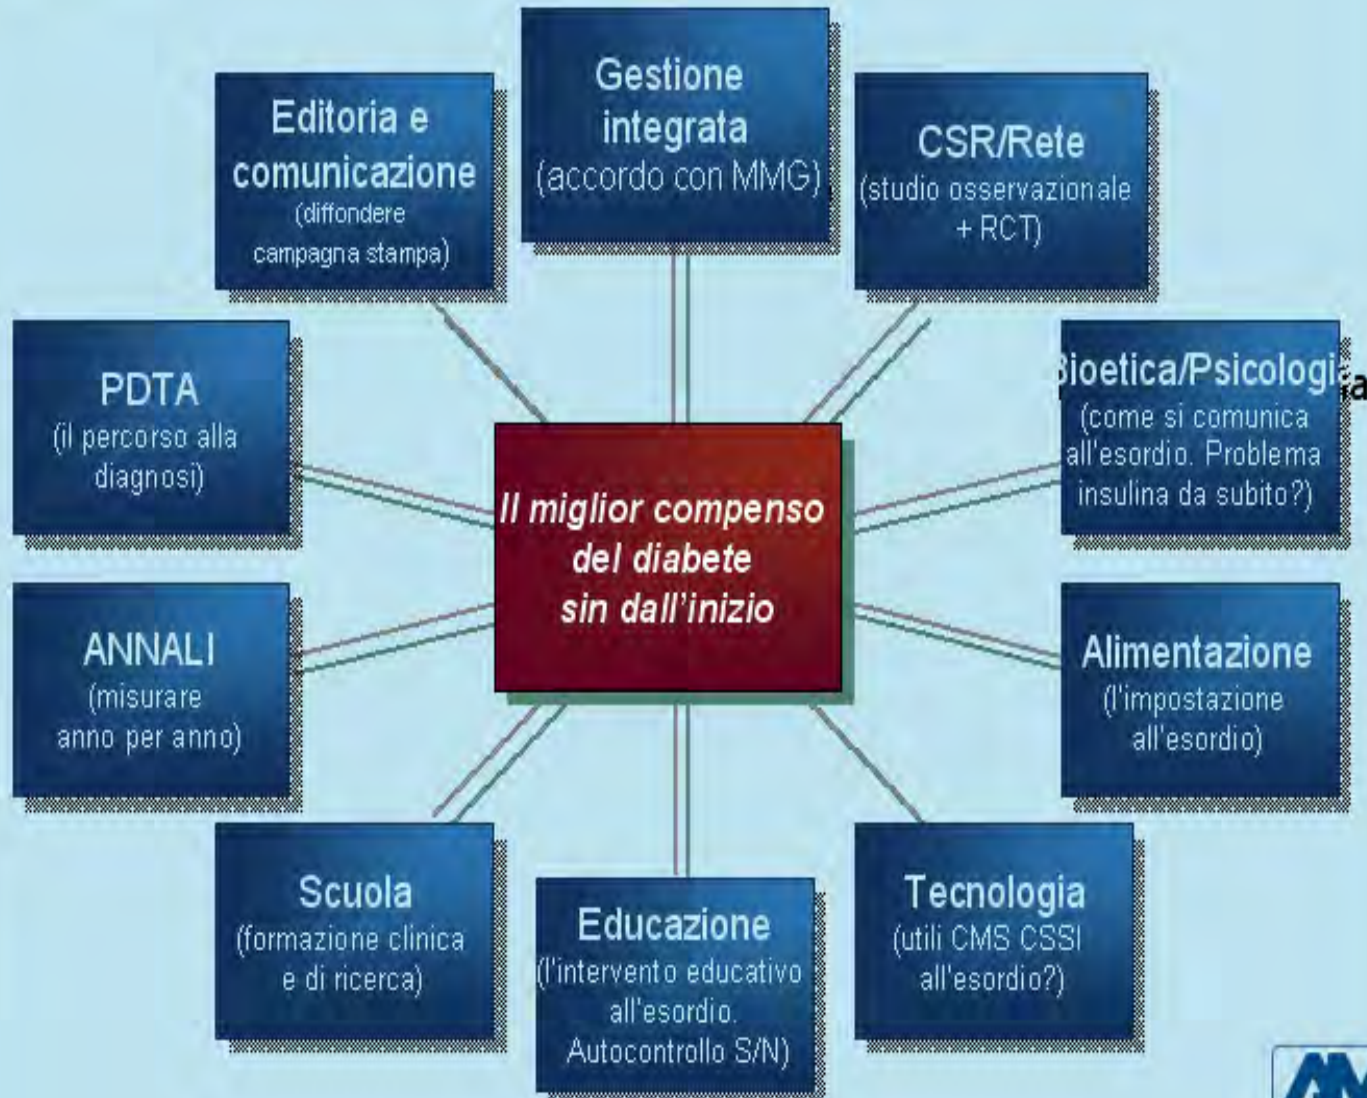 Gestione
integrata
(accordo con MMG)
Editoria e
comunicazione
(diffondere
campagna stampa)
CSR/Rete
(studio osservazionale
+ RCT)
PDTA
(il percorso alla
diagnosi)
Bioetica/Psicologia
(come si comunica
all'esordio. Problema
insulina da subito?)
Il miglior compenso
del diabete
sin dall'inizio
ANNALI
(misurare
anno per anno)
Alimentazione
(l'impostazione
all'esordio)
Scuola
(formazione clinica
e di ricerca)
Educazione
(l'intervento educativo
all'esordio.
Autocontrollo S/N)
Tecnologia
(utili CMS CSSI
all'esordio?)